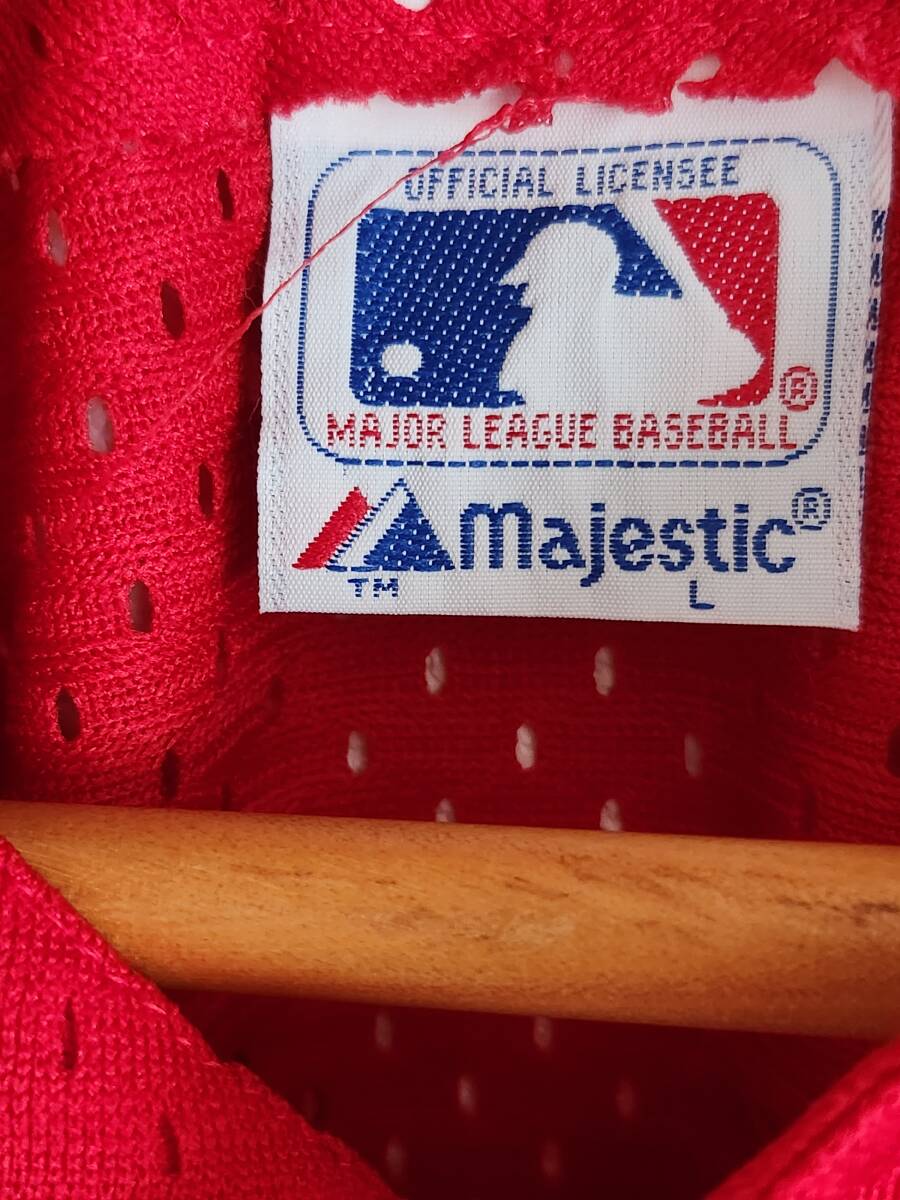 OFFICIAL LICENSEE
®
MAJOR LEAGUE BASEBALL
majestic®
TM
L